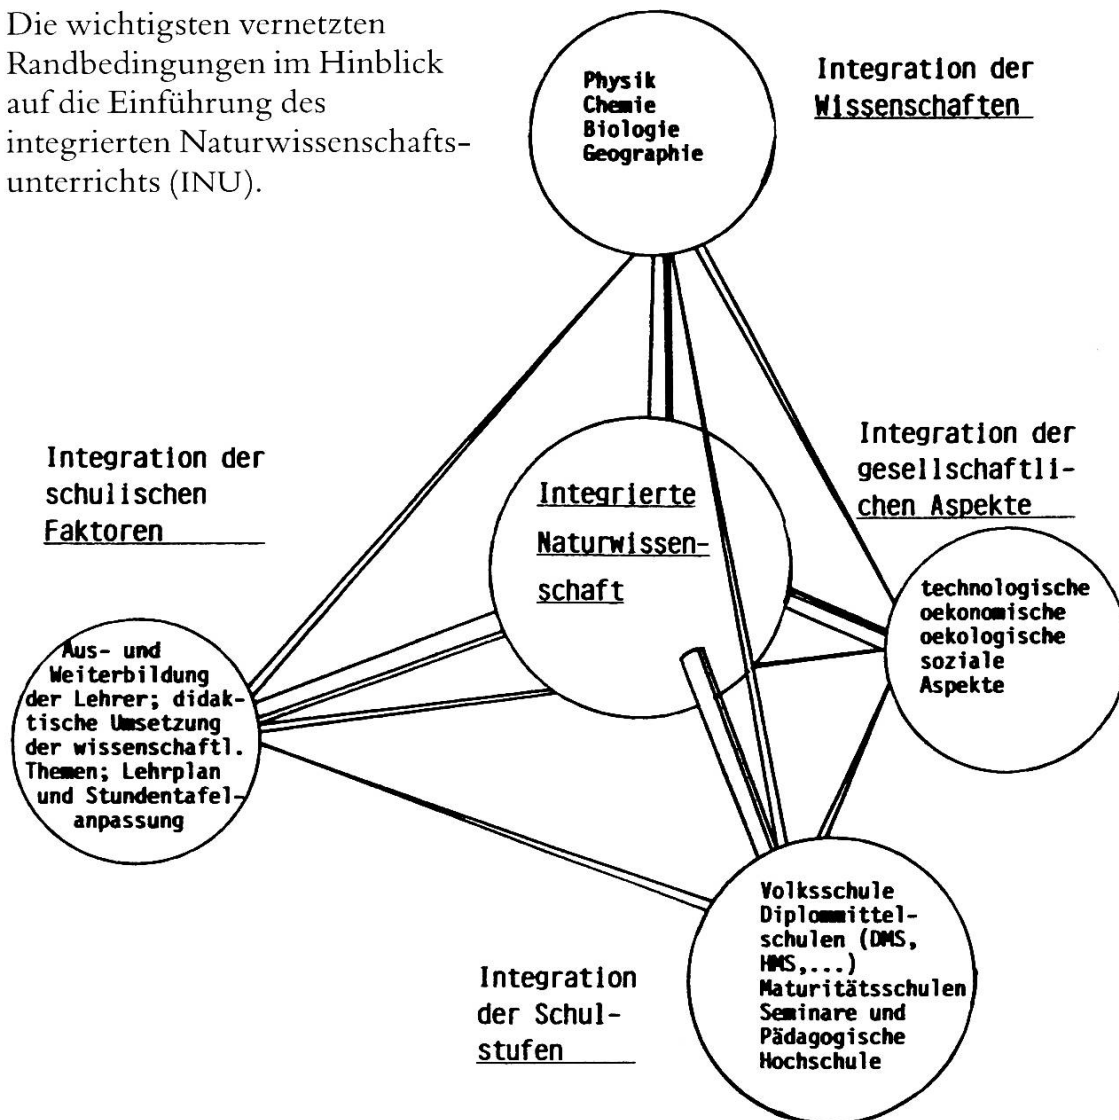 Die wichtigsten vernetzten
Randbedingungen im Hinblick
auf die Einführung des
integrierten Naturwissenschafts-
unterrichts (INU).
Physik
Chemie
Biologie
Geographie
Integration der
Wissenschaften
Integration der
schulischen
Faktoren
Integrierte
Naturwissen-
schaft
Integration der
gesellschaftli-
chen Aspekte
technologische
oekonomische
oekologische
soziale
Aspekte
Aus- und
Weiterbildung
der Lehrer; didak-
tische Umsetzung
der wissenschaftl.
Themen; Lehrplan
und Stundentafel-
anpassung
Integration
der Schul-
stufen
Volksschule
Diplommittel-
schulen (DMS,
HMS,...)
Maturitätsschulen
Seminare und
Pädagogische
Hochschule